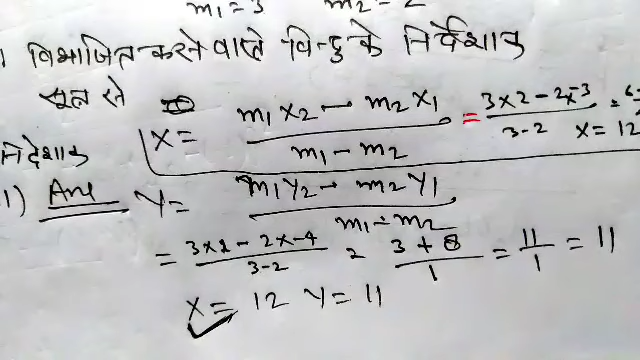 m₁ = 3 m₂ = 2
विभाजित करने वाले बिन्दु के निर्देशांक
सूत्र से
X = m₁X₂ − m₂X₁ / m₁ − m₂ = 3×2 − 2×−3 / 3−2 X = 12
निर्देशांक
1) Ans Y = m₁Y₂ − m₂Y₁ / m₁ − m₂
= 3×1 − 2×−4 / 3−2 = 3 + 8 / 1 = 11 / 1 = 11
X = 12 Y = 11